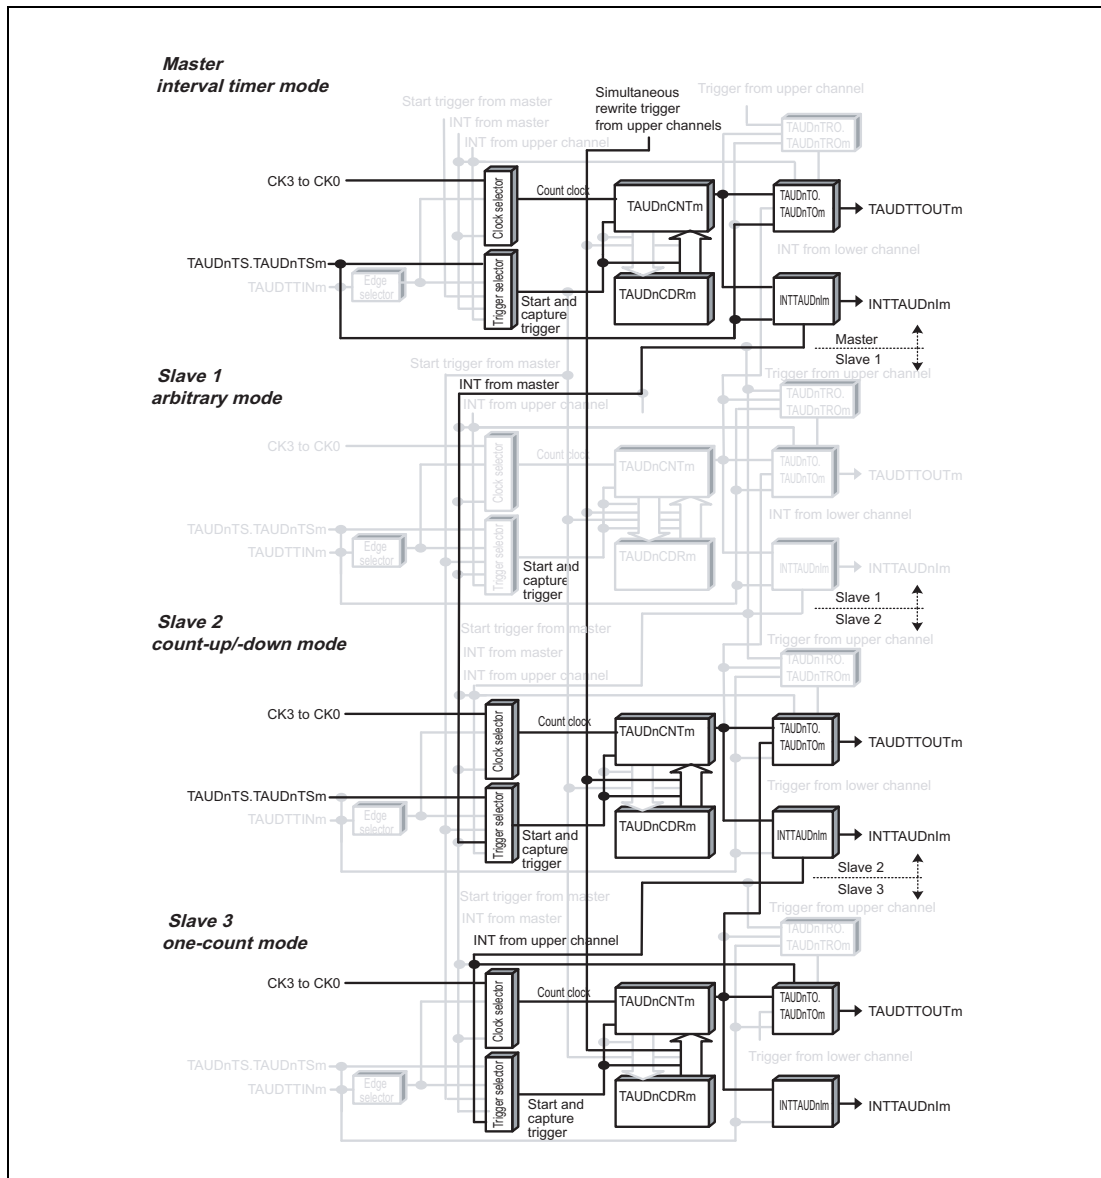 Master
interval timer mode
Start trigger from master
INT from master
INT from upper channel
Simultaneous
rewrite trigger
from upper channels
Trigger from upper channel
TAUDnTRO.
TAUDnTROm
CK3 to CK0
Clock selector
Count clock
TAUDnCNTm
TAUDnTO.
TAUDnTOm
TAUDTTOUTm
INT from lower channel
TAUDnTS.TAUDnTSm
TAUDTTINm
Edge
selector
Trigger selector
Start and
capture
trigger
TAUDnCDRm
INTTAUDnIm
INTTAUDnIm
Master
Slave 1
Slave 1
arbitrary mode
Start trigger from master
INT from master
INT from upper channel
Trigger from upper channel
TAUDnTRO.
TAUDnTROm
CK3 to CK0
Clock selector
Count clock
TAUDnCNTm
TAUDnTO.
TAUDnTOm
TAUDTTOUTm
INT from lower channel
TAUDnTS.TAUDnTSm
TAUDTTINm
Edge
selector
Trigger selector
Start and
capture
trigger
TAUDnCDRm
INTTAUDnIm
INTTAUDnIm
Slave 1
Slave 2
Slave 2
count-up/-down mode
Start trigger from master
INT from master
INT from upper channel
Trigger from upper channel
TAUDnTRO.
TAUDnTROm
CK3 to CK0
Clock selector
Count clock
TAUDnCNTm
TAUDnTO.
TAUDnTOm
TAUDTTOUTm
Trigger from lower channel
TAUDnTS.TAUDnTSm
TAUDTTINm
Edge
selector
Trigger selector
Start and
capture
trigger
TAUDnCDRm
INTTAUDnIm
INTTAUDnIm
Slave 2
Slave 3
Slave 3
one-count mode
Start trigger from master
INT from master
INT from upper channel
Trigger from upper channel
TAUDnTRO.
TAUDnTROm
CK3 to CK0
Clock selector
Count clock
TAUDnCNTm
TAUDnTO.
TAUDnTOm
TAUDTTOUTm
Trigger from lower channel
TAUDnTS.TAUDnTSm
TAUDTTINm
Edge
selector
Trigger selector
Start and
capture
trigger
TAUDnCDRm
INTTAUDnIm
INTTAUDnIm